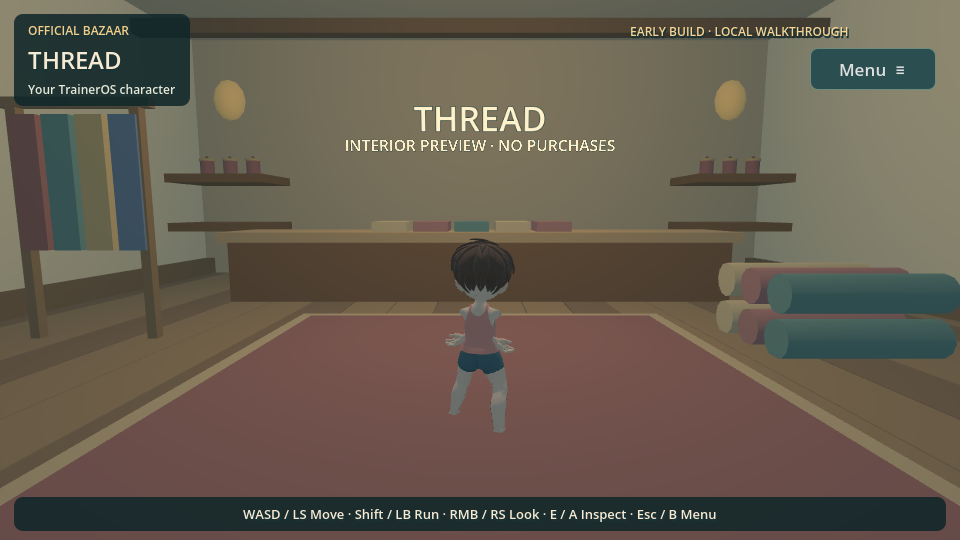 OFFICIAL BAZAAR
THREAD
Your TrainerOS character
EARLY BUILD · LOCAL WALKTHROUGH
Menu ≡
THREAD
INTERIOR PREVIEW · NO PURCHASES
WASD / LS Move · Shift / LB Run · RMB / RS Look · E / A Inspect · Esc / B Menu